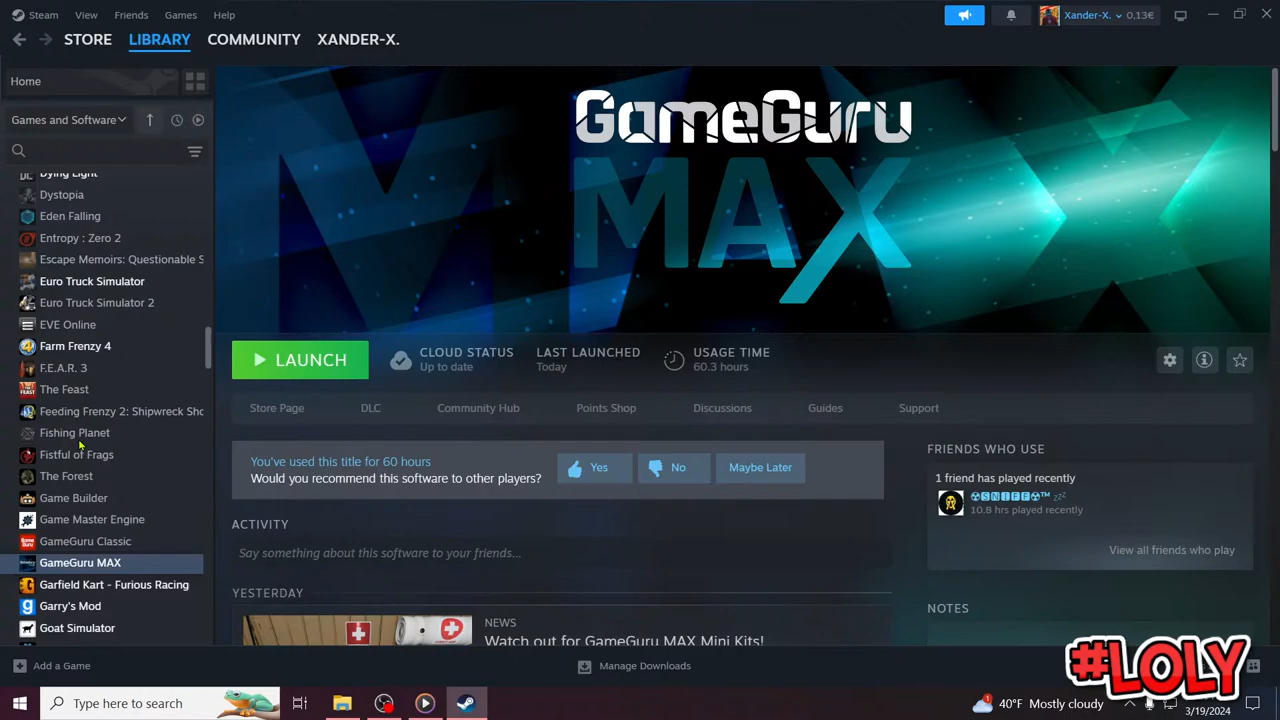 Steam View Friends Games Help
Xander-X. 0,13€
STORE LIBRARY COMMUNITY XANDER-X.
Home
Games and Software
GameGuru
MAX
Dying Light
Dystopia
Eden Falling
Entropy : Zero 2
Escape Memoirs: Questionable S
Euro Truck Simulator
Euro Truck Simulator 2
EVE Online
Farm Frenzy 4
F.E.A.R. 3
The Feast
Feeding Frenzy 2: Shipwreck Sho
Fishing Planet
Fistful of Frags
The Forest
Game Builder
Game Master Engine
GameGuru Classic
GameGuru MAX
Garfield Kart - Furious Racing
Garry's Mod
Goat Simulator
LAUNCH
CLOUD STATUS
Up to date
LAST LAUNCHED
Today
USAGE TIME
60.3 hours
Store Page DLC Community Hub Points Shop Discussions Guides Support
You've used this title for 60 hours
Would you recommend this software to other players?
Yes No Maybe Later
ACTIVITY
Say something about this software to your friends...
YESTERDAY
NEWS
Watch out for GameGuru MAX Mini Kits!
FRIENDS WHO USE
1 friend has played recently
☢🆂🅽🅸🅵🅵☢™ zᶻᶻ
10.8 hrs played recently
View all friends who play
NOTES
#LOLY
Add a Game
Manage Downloads
Type here to search
40°F Mostly cloudy
3/19/2024